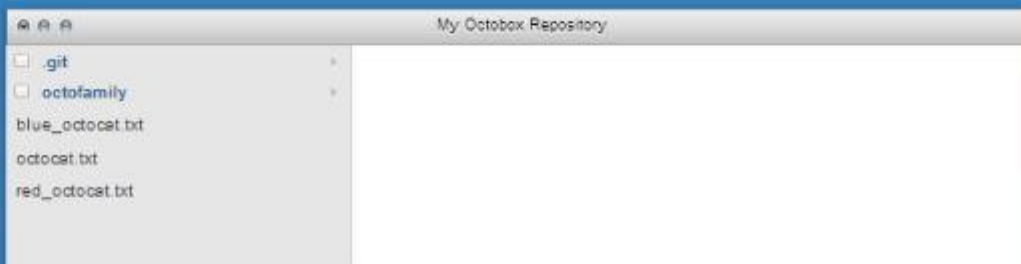 My Octobox Repository
.git
octofamily
blue_octocat.txt
octocat.txt
red_octocat.txt